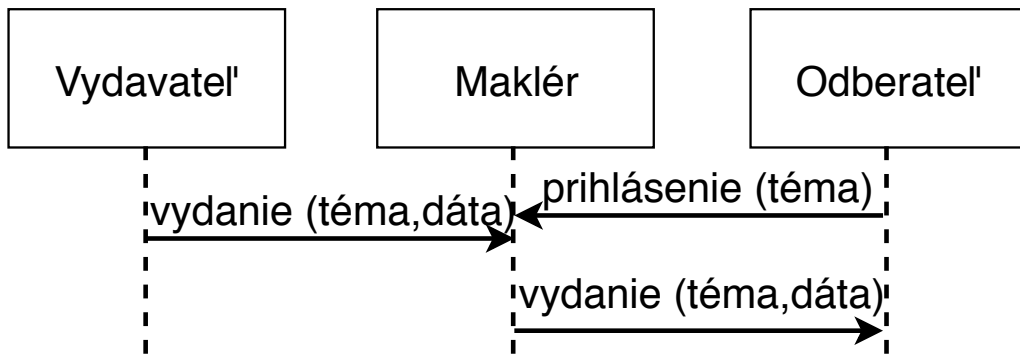 Vydavateľ
Maklér
Odberateľ
prihlásenie (téma)
vydanie (téma,dáta)
vydanie (téma,dáta)